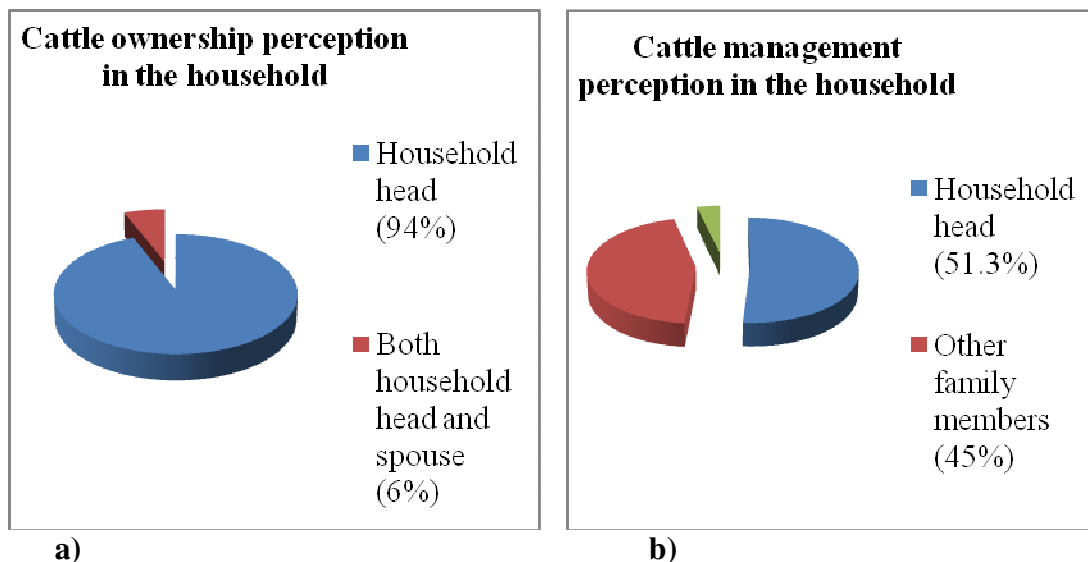 Cattle ownership perception
in the household
Household
head
(94%)
Both
household
head and
spouse
(6%)
a)
Cattle management
perception in the household
Household
head
(51.3%)
Other
family
members
(45%)
b)